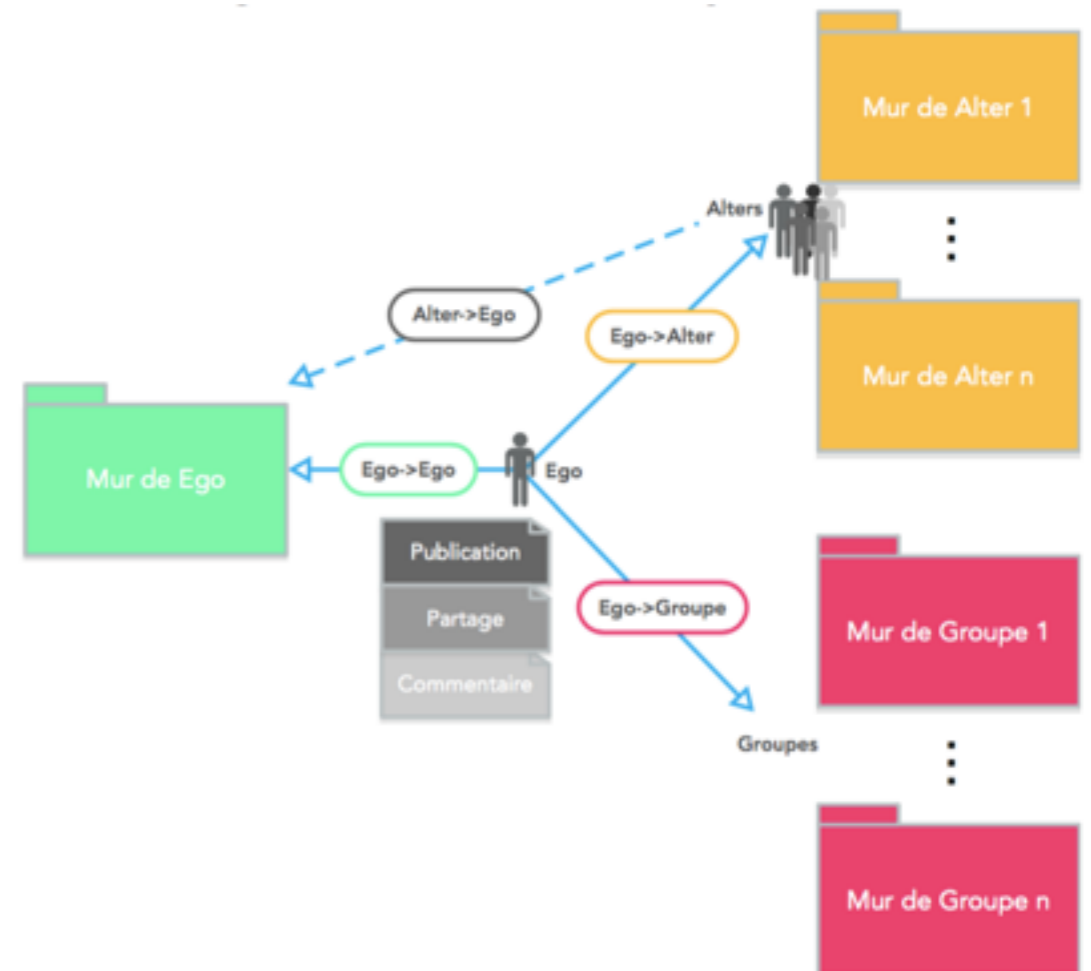 Mur de Alter 1
Alters
Alter->Ego
Ego->Alter
Mur de Alter n
Mur de Ego
Ego->Ego
Ego
Publication
Partage
Commentaire
Ego->Groupe
Mur de Groupe 1
Groupes
Mur de Groupe n